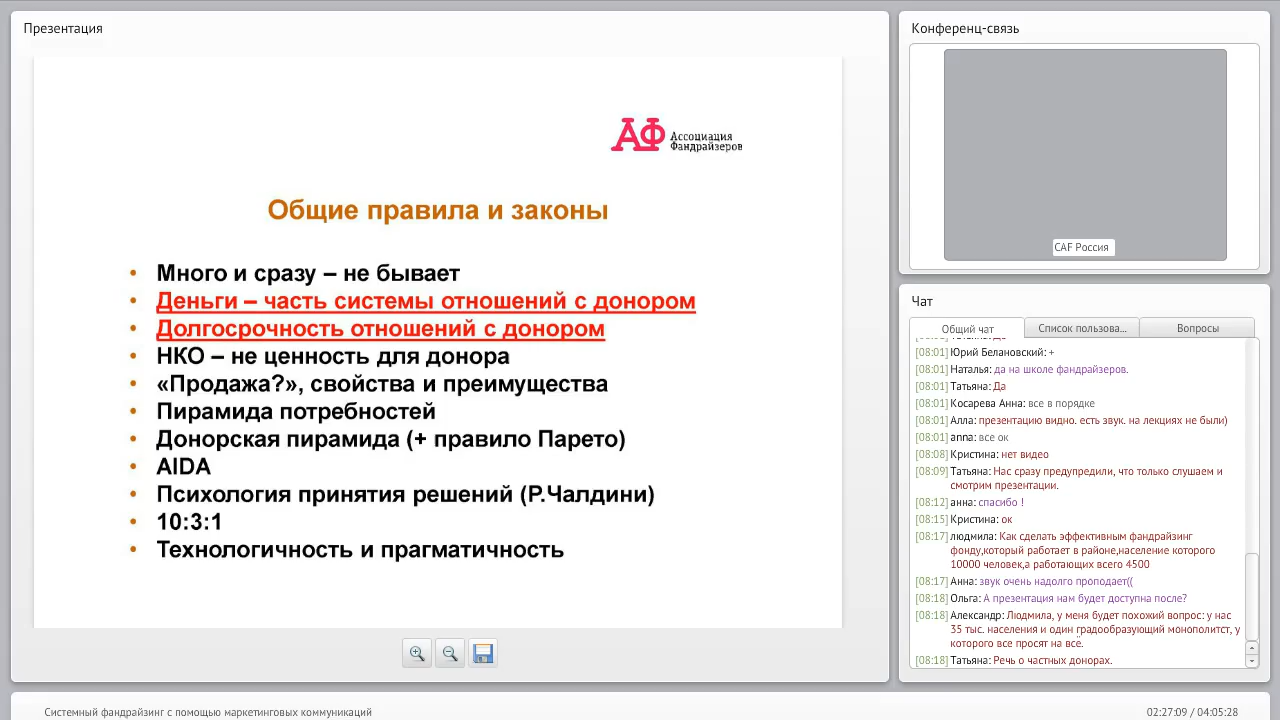 Презентация
АФ Ассоциация
Фандрайзеров
Общие правила и законы
• Много и сразу – не бывает
• Деньги – часть системы отношений с донором
• Долгосрочность отношений с донором
• НКО – не ценность для донора
• «Продажа?», свойства и преимущества
• Пирамида потребностей
• Донорская пирамида (+ правило Парето)
• AIDA
• Психология принятия решений (Р.Чалдини)
• 10:3:1
• Технологичность и прагматичность
Конференц-связь
CAF Россия
Чат
Общий чат
Список пользова...
Вопросы
[08:01] Юрий Белановский: +
[08:01] Наталья: да на школе фандрайзеров.
[08:01] Татьяна: Да
[08:01] Косарева Анна: все в порядке
[08:01] Алла: презентацию видно. есть звук. на лекциях не были)
[08:01] anna: все ок
[08:08] Кристина: нет видео
[08:09] Татьяна: Нас сразу предупредили, что только слушаем и
смотрим презентации.
[08:12] анна: спасибо !
[08:15] Кристина: ок
[08:17] людмила: Как сделать эффективным фандрайзинг
фонду,который работает в районе,население которого
10000 человек,а работающих всего 4500
[08:17] Анна: звук очень надолго проподает((
[08:18] Ольга: А презентация нам будет доступна после?
[08:18] Александр: Людмила, у меня будет похожий вопрос: у нас
35 тыс. населения и один градообразующий монополитст, у
которого все просят на все.
[08:18] Татьяна: Речь о частных донорах.
Системный фандрайзинг с помощью маркетинговых коммуникаций
02:27:09 / 04:05:28